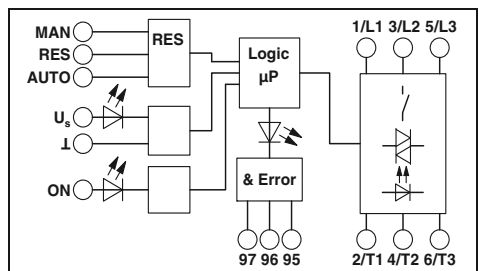 MAN
RES
AUTO
RES
Us
⊥
ON
Logic
µP
& Error
97 96 95
1/L1 3/L2 5/L3
2/T1 4/T2 6/T3